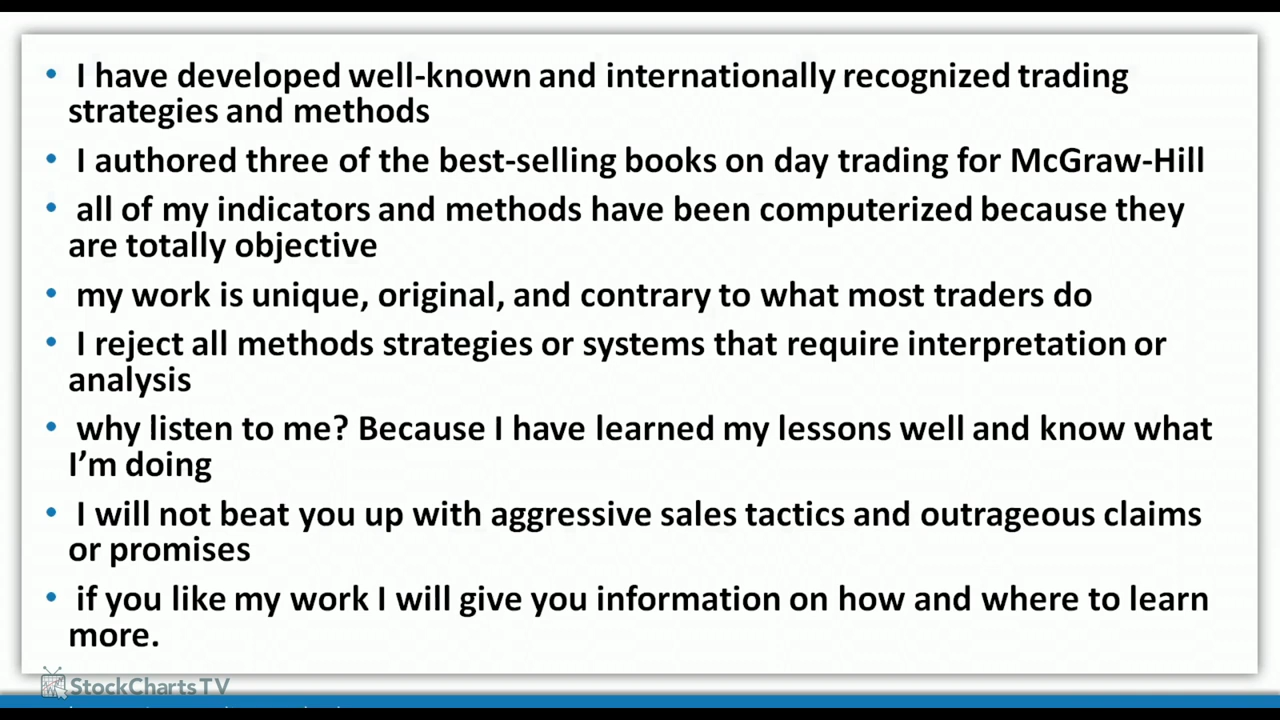 • I have developed well-known and internationally recognized trading
strategies and methods
• I authored three of the best-selling books on day trading for McGraw-Hill
• all of my indicators and methods have been computerized because they
are totally objective
• my work is unique, original, and contrary to what most traders do
• I reject all methods strategies or systems that require interpretation or
analysis
• why listen to me? Because I have learned my lessons well and know what
I’m doing
• I will not beat you up with aggressive sales tactics and outrageous claims
or promises
• if you like my work I will give you information on how and where to learn
more.
StockChartsTV